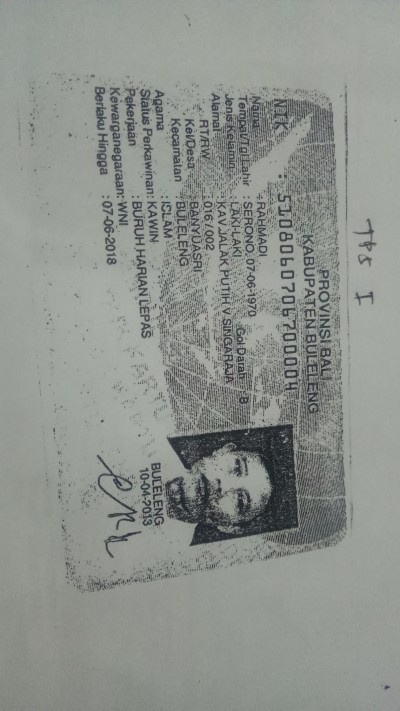 TPS I
PROVINSI BALI
KABUPATEN BULELENG
NIK : 5108060706700004
Nama : RAHMADI
Tempat/Tgl Lahir : SERONO, 07-06-1970
Jenis Kelamin : LAKI-LAKI Gol Darah : B
Alamat : KAV JALAK PUTIH V SINGARAJA
RT/RW : 016/002
Kel/Desa : BANYUASRI
Kecamatan : BULELENG
Agama : ISLAM
Status Perkawinan: KAWIN
Pekerjaan : BURUH HARIAN LEPAS
Kewarganegaraan: WNI
Berlaku Hingga : 07-06-2018
BULELENG
10-04-2013